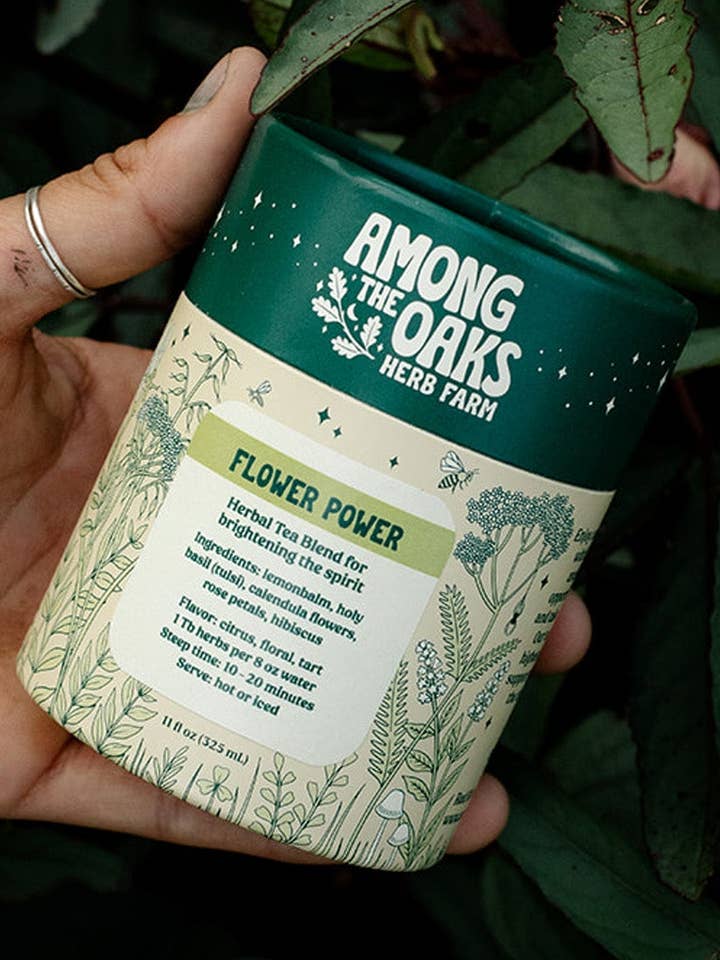 AMONG
THE
OAKS
HERB FARM
FLOWER POWER
Herbal Tea Blend for
brightening the spirit
Ingredients: lemonbalm, holy
basil (tulsi), calendula flowers,
rose petals, hibiscus
Flavor: citrus, floral, tart
1 Tb herbs per 8 oz water
Steep time: 10-20 minutes
Serve: hot or iced
11 fl oz (325 mL)